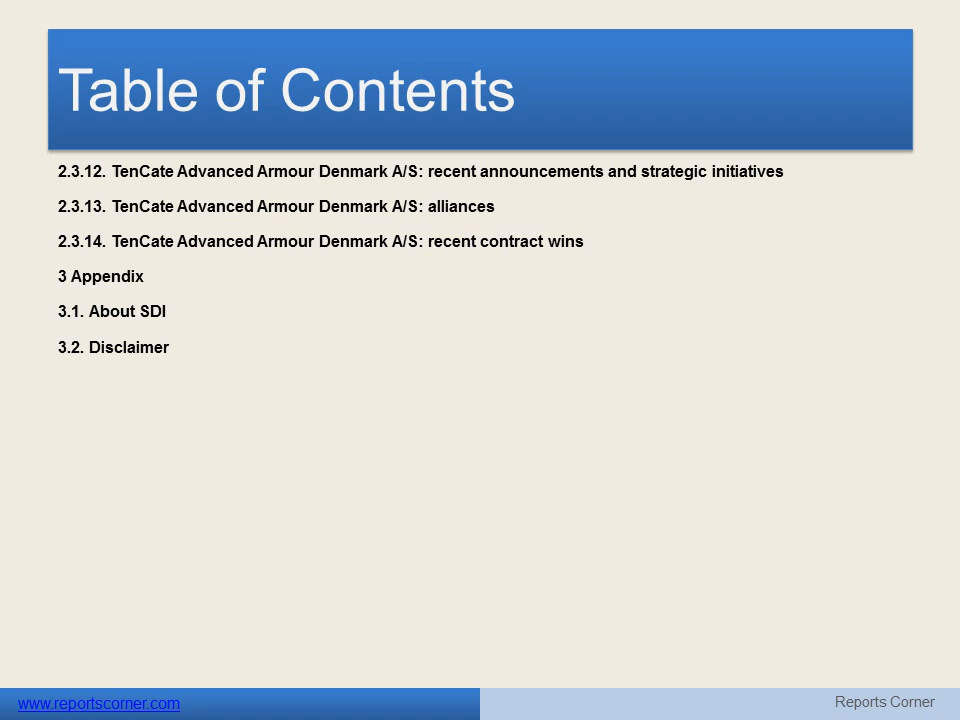 Table of Contents
2.3.12. TenCate Advanced Armour Denmark A/S: recent announcements and strategic initiatives
2.3.13. TenCate Advanced Armour Denmark A/S: alliances
2.3.14. TenCate Advanced Armour Denmark A/S: recent contract wins
3 Appendix
3.1. About SDI
3.2. Disclaimer
www.reportscorner.com
Reports Corner